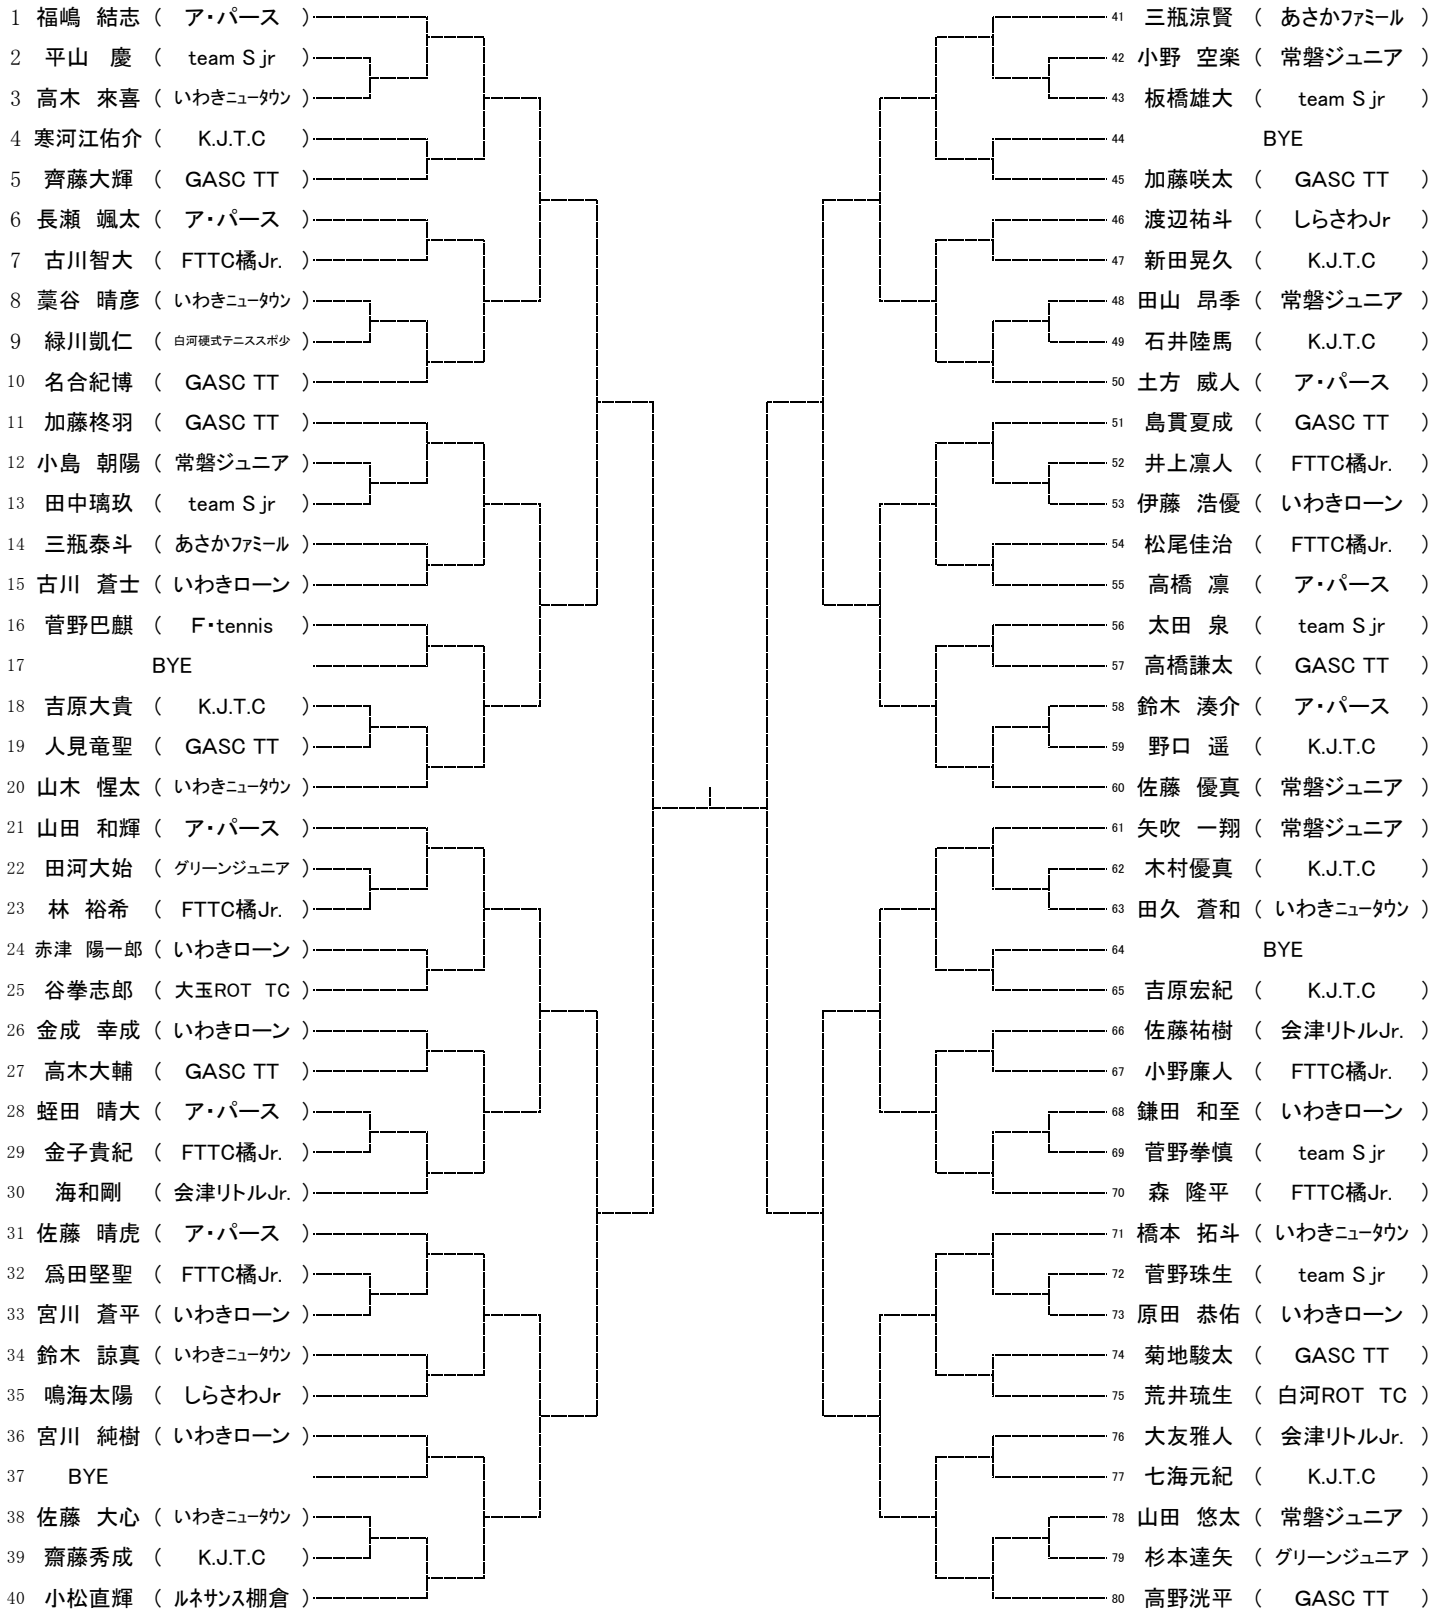 1 福嶋 結志 ( ア・パース )
2 平山 慶 ( team S jr )
3 高木 來喜 ( いわきニュータウン )
4 寒河江佑介 ( K.J.T.C )
5 齊藤大輝 ( GASC TT )
6 長瀬 颯太 ( ア・パース )
7 古川智大 ( FTTC橘Jr. )
8 藁谷 晴彦 ( いわきニュータウン )
9 緑川凱仁 ( 白河硬式テニススポ少 )
10 名合紀博 ( GASC TT )
11 加藤柊羽 ( GASC TT )
12 小島 朝陽 ( 常磐ジュニア )
13 田中璃玖 ( team S jr )
14 三瓶泰斗 ( あさかファミール )
15 古川 蒼士 ( いわきローン )
16 菅野巴麒 ( F・tennis )
17 BYE
18 吉原大貴 ( K.J.T.C )
19 人見竜聖 ( GASC TT )
20 山木 惺太 ( いわきニュータウン )
21 山田 和輝 ( ア・パース )
22 田河大始 ( グリーンジュニア )
23 林 裕希 ( FTTC橘Jr. )
24 赤津 陽一郎 ( いわきローン )
25 谷拳志郎 ( 大玉ROT TC )
26 金成 幸成 ( いわきローン )
27 高木大輔 ( GASC TT )
28 蛭田 晴大 ( ア・パース )
29 金子貴紀 ( FTTC橘Jr. )
30 海和剛 ( 会津リトルJr. )
31 佐藤 晴虎 ( ア・パース )
32 爲田堅聖 ( FTTC橘Jr. )
33 宮川 蒼平 ( いわきローン )
34 鈴木 諒真 ( いわきニュータウン )
35 鳴海太陽 ( しらさわJr )
36 宮川 純樹 ( いわきローン )
37 BYE
38 佐藤 大心 ( いわきニュータウン )
39 齋藤秀成 ( K.J.T.C )
40 小松直輝 ( ルネサンス棚倉 )
41 三瓶涼賢 ( あさかファミール )
42 小野 空楽 ( 常磐ジュニア )
43 板橋雄大 ( team S jr )
44 BYE
45 加藤咲太 ( GASC TT )
46 渡辺祐斗 ( しらさわJr )
47 新田晃久 ( K.J.T.C )
48 田山 昂季 ( 常磐ジュニア )
49 石井陸馬 ( K.J.T.C )
50 土方 威人 ( ア・パース )
51 島貫夏成 ( GASC TT )
52 井上凛人 ( FTTC橘Jr. )
53 伊藤 浩優 ( いわきローン )
54 松尾佳治 ( FTTC橘Jr. )
55 高橋 凛 ( ア・パース )
56 太田 泉 ( team S jr )
57 高橋謙太 ( GASC TT )
58 鈴木 湊介 ( ア・パース )
59 野口 遥 ( K.J.T.C )
60 佐藤 優真 ( 常磐ジュニア )
61 矢吹 一翔 ( 常磐ジュニア )
62 木村優真 ( K.J.T.C )
63 田久 蒼和 ( いわきニュータウン )
64 BYE
65 吉原宏紀 ( K.J.T.C )
66 佐藤祐樹 ( 会津リトルJr. )
67 小野廉人 ( FTTC橘Jr. )
68 鎌田 和至 ( いわきローン )
69 菅野拳慎 ( team S jr )
70 森 隆平 ( FTTC橘Jr. )
71 橋本 拓斗 ( いわきニュータウン )
72 菅野珠生 ( team S jr )
73 原田 恭佑 ( いわきローン )
74 菊地駿太 ( GASC TT )
75 荒井琉生 ( 白河ROT TC )
76 大友雅人 ( 会津リトルJr. )
77 七海元紀 ( K.J.T.C )
78 山田 悠太 ( 常磐ジュニア )
79 杉本達矢 ( グリーンジュニア )
80 高野洸平 ( GASC TT )